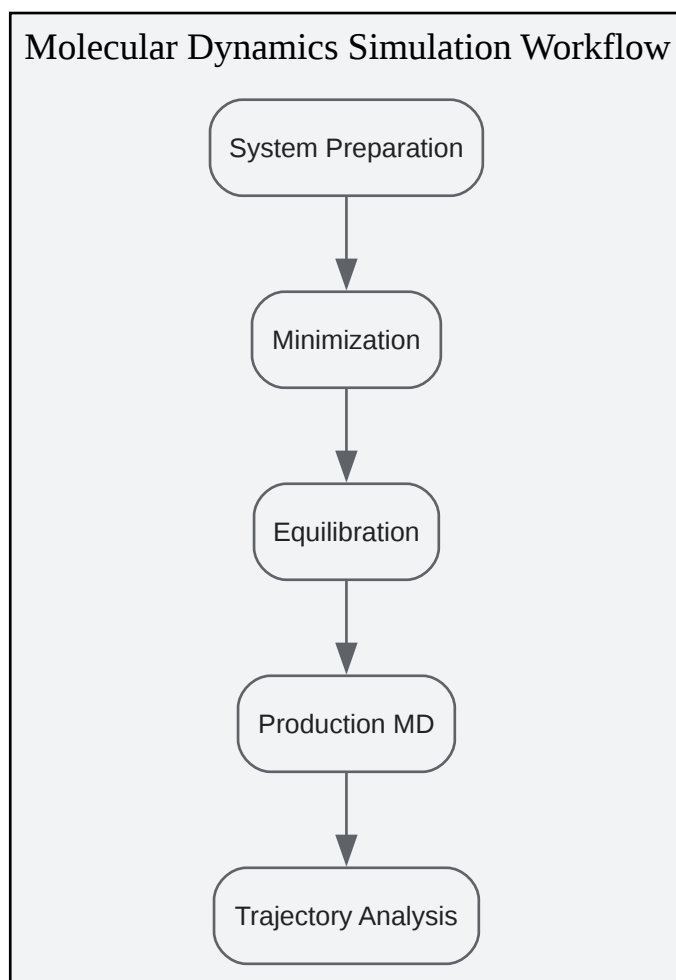 Molecular Dynamics Simulation Workflow
System Preparation
Minimization
Equilibration
Production MD
Trajectory Analysis